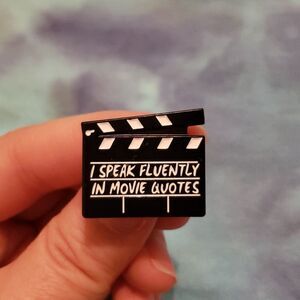 I SPEAK FLUENTLY
IN MOVIE QUOTES